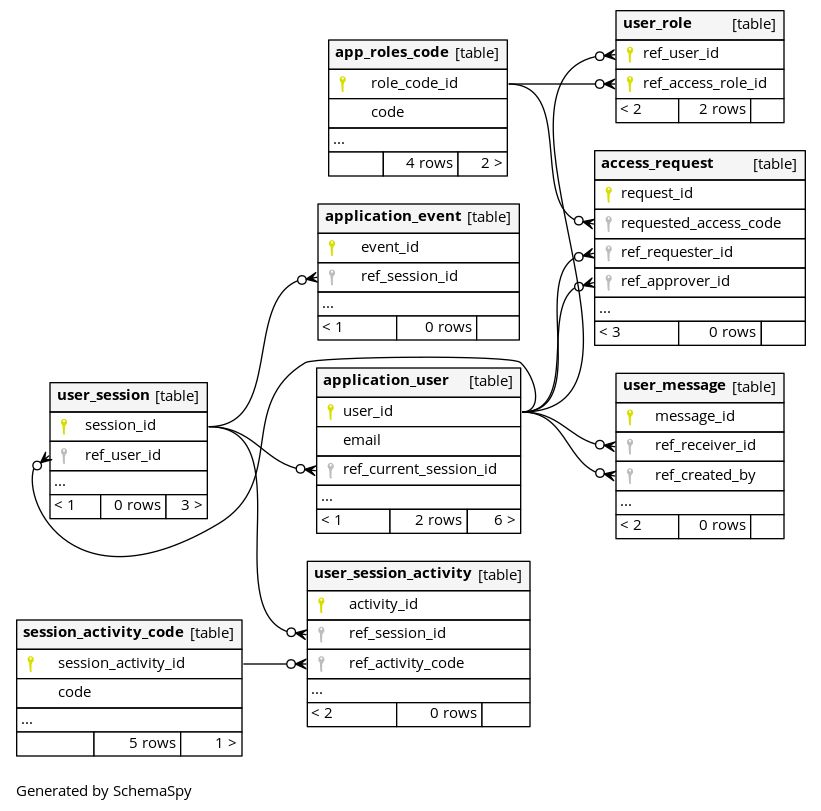 user_role [table]
ref_user_id
ref_access_role_id
< 2 2 rows
app_roles_code [table]
role_code_id
code
...
4 rows 2 >
access_request [table]
request_id
requested_access_code
ref_requester_id
ref_approver_id
...
< 3 0 rows
application_event [table]
event_id
ref_session_id
...
< 1 0 rows
application_user [table]
user_id
email
ref_current_session_id
...
< 1 2 rows 6 >
user_message [table]
message_id
ref_receiver_id
ref_created_by
...
< 2 0 rows
user_session [table]
session_id
ref_user_id
...
< 1 0 rows 3 >
user_session_activity [table]
activity_id
ref_session_id
ref_activity_code
...
< 2 0 rows
session_activity_code [table]
session_activity_id
code
...
5 rows 1 >
Generated by SchemaSpy